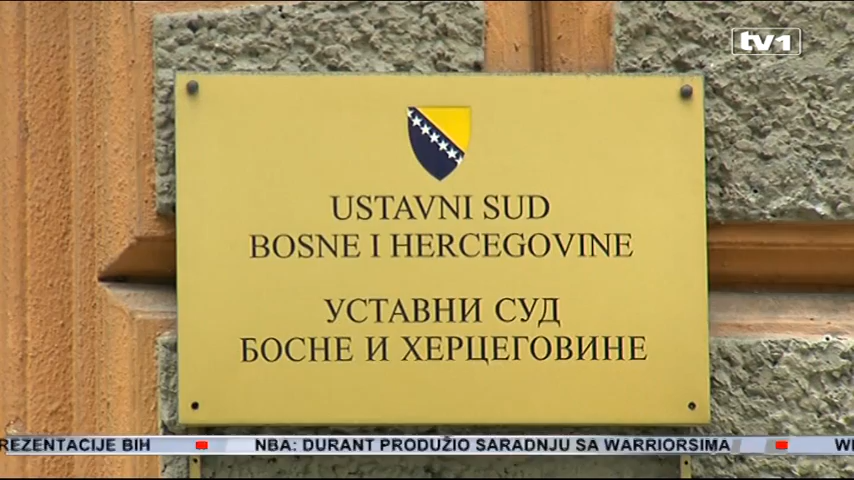 tv1
USTAVNI SUD
BOSNE I HERCEGOVINE
УСТАВНИ СУД
БОСНЕ И ХЕРЦЕГОВИНЕ
REZENTACIJE BIH NBA: DURANT PRODUŽIO SARADNJU SA WARRIORSIMA